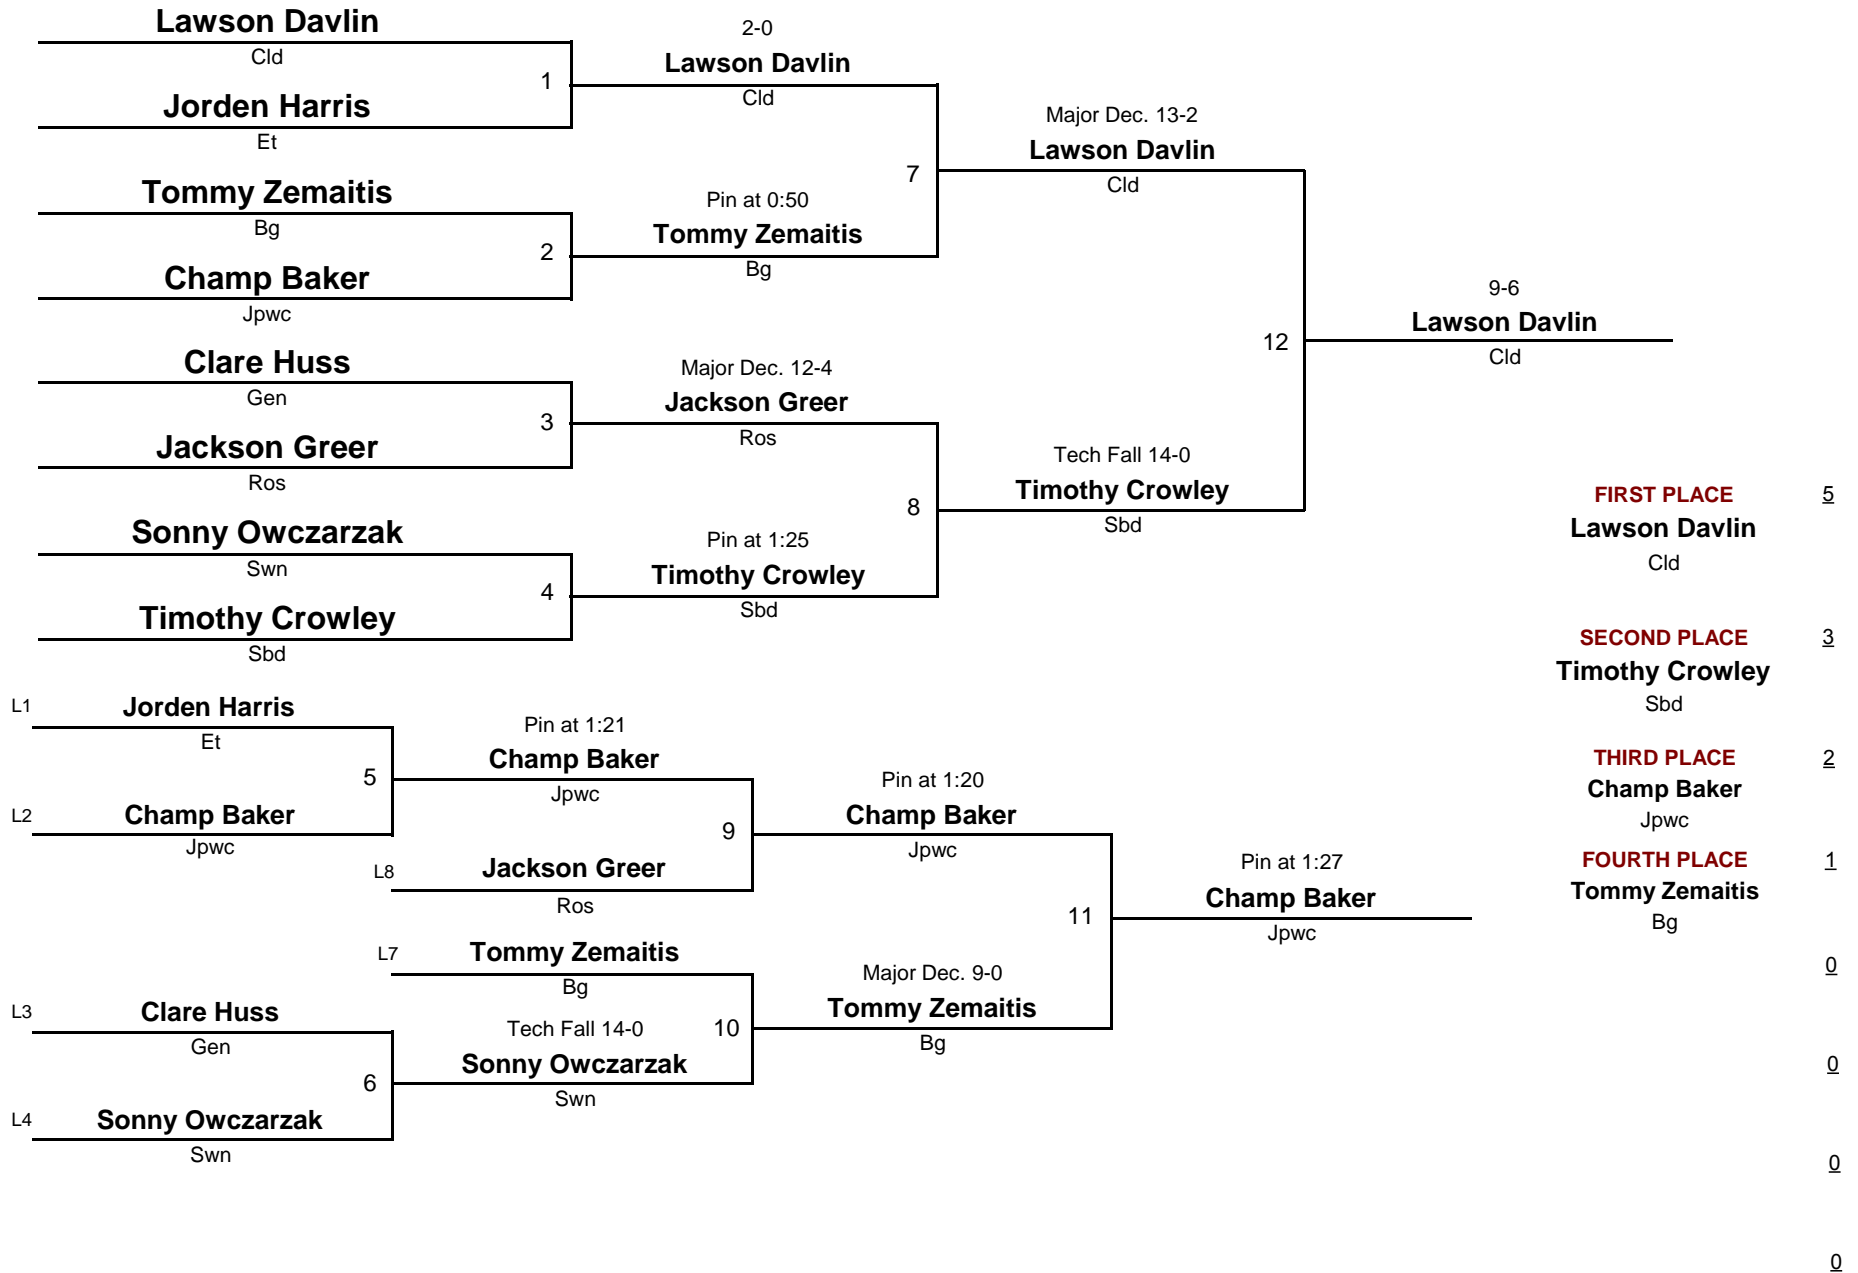 Lawson Davlin
Cld
1
Jorden Harris
Et
2-0
Lawson Davlin
Cld
Tommy Zemaitis
Bg
2
Champ Baker
Jpwc
Pin at 0:50
Tommy Zemaitis
Bg
7
Major Dec. 13-2
Lawson Davlin
Cld
Clare Huss
Gen
3
Jackson Greer
Ros
Major Dec. 12-4
Jackson Greer
Ros
Sonny Owczarzak
Swn
4
Timothy Crowley
Sbd
Pin at 1:25
Timothy Crowley
Sbd
8
Tech Fall 14-0
Timothy Crowley
Sbd
12
9-6
Lawson Davlin
Cld
FIRST PLACE 5
Lawson Davlin
Cld
SECOND PLACE 3
Timothy Crowley
Sbd
THIRD PLACE 2
Champ Baker
Jpwc
FOURTH PLACE 1
Tommy Zemaitis
Bg
0
0
0
0
L1 Jorden Harris
Et
5
L2 Champ Baker
Jpwc
Pin at 1:21
Champ Baker
Jpwc
9
L8 Jackson Greer
Ros
Pin at 1:20
Champ Baker
Jpwc
L7 Tommy Zemaitis
Bg
L3 Clare Huss
Gen
6
L4 Sonny Owczarzak
Swn
Tech Fall 14-0
Sonny Owczarzak
Swn
10
Major Dec. 9-0
Tommy Zemaitis
Bg
11
Pin at 1:27
Champ Baker
Jpwc